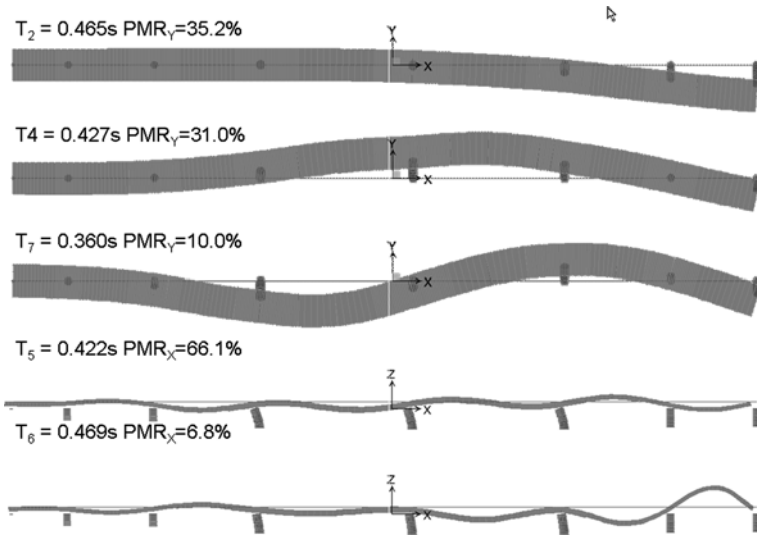 T2 = 0.465s PMRY=35.2%
Y
X
T4 = 0.427s PMRY=31.0%
Y
X
T7 = 0.360s PMRY=10.0%
Y
X
T5 = 0.422s PMRX=66.1%
Z
X
T6 = 0.469s PMRX=6.8%
Z
X